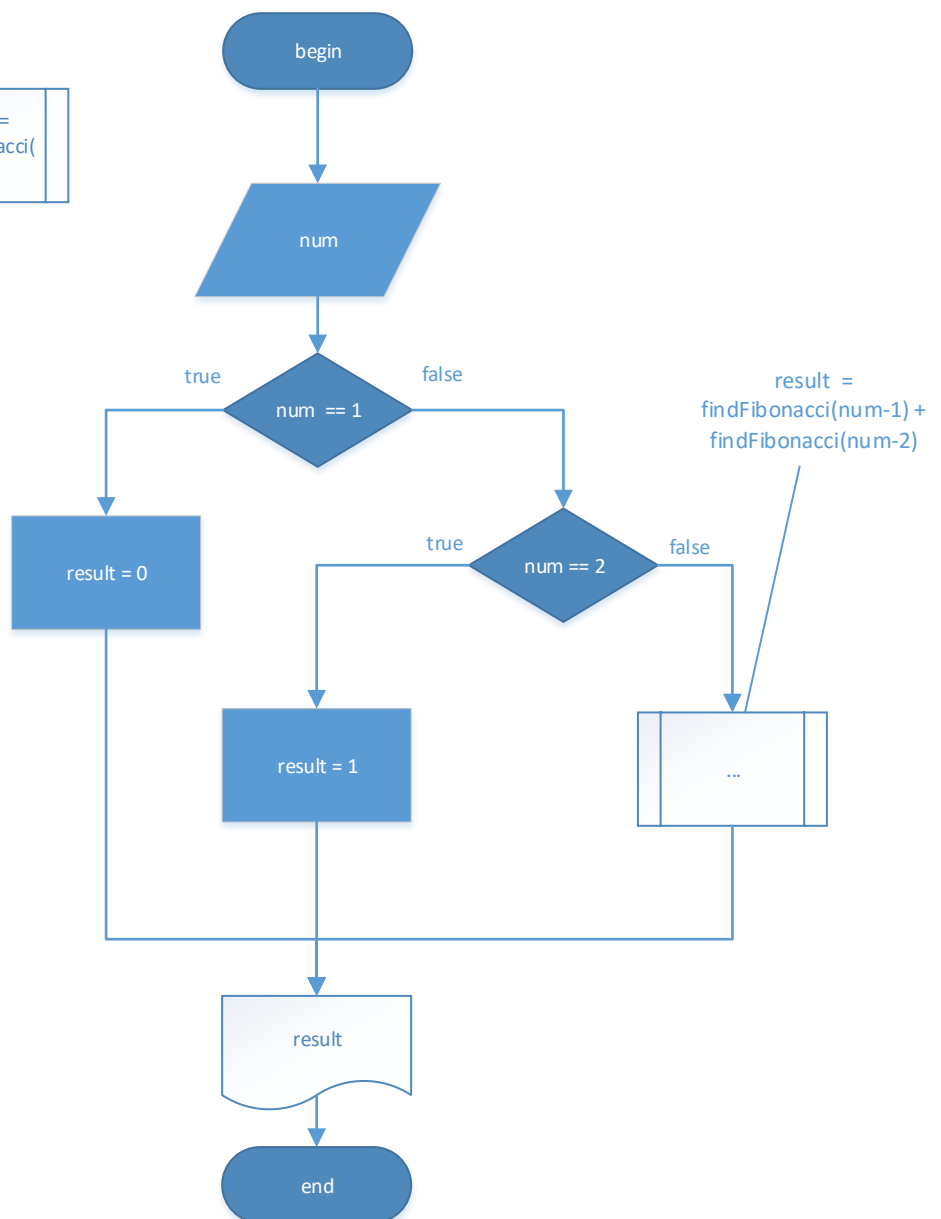 begin
=
acci(
num
true
false
num == 1
result =
findFibonacci(num-1) +
findFibonacci(num-2)
result = 0
true
false
num == 2
result = 1
...
result
end